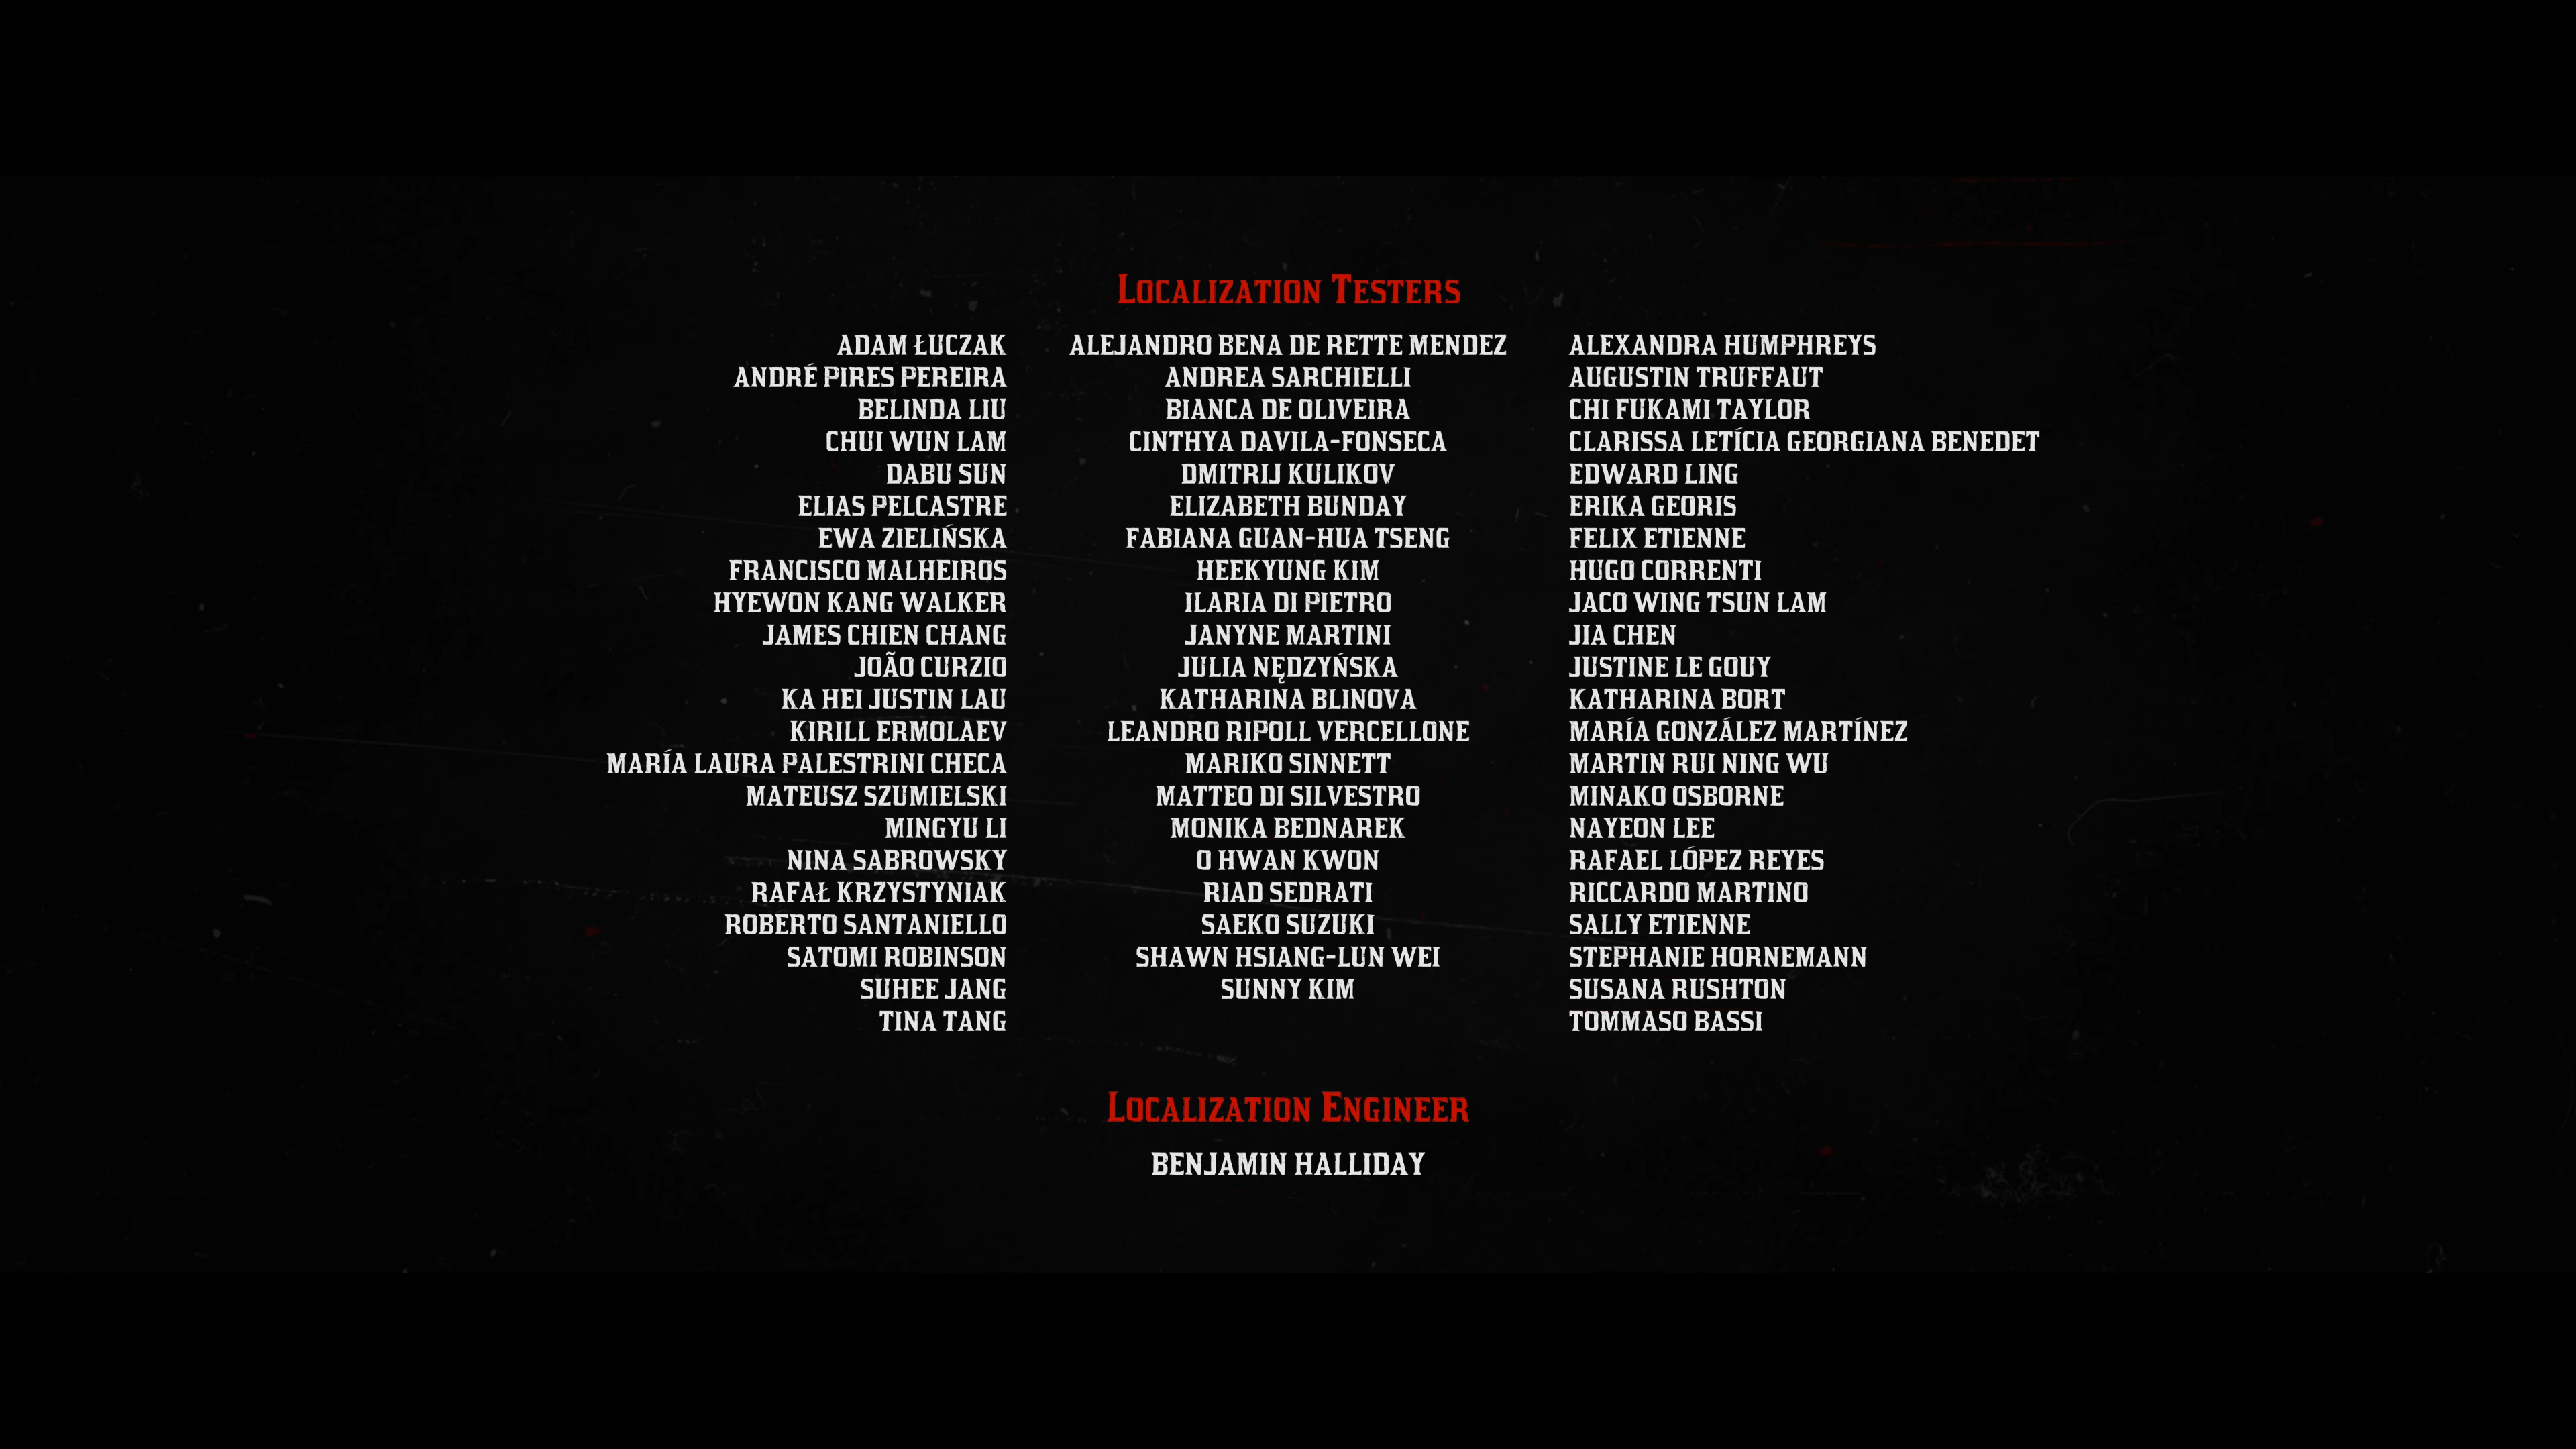 Localization Testers
ADAM ŁUCZAK ALEJANDRO BENA DE RETTE MENDEZ ALEXANDRA HUMPHREYS
ANDRÉ PIRES PEREIRA ANDREA SARCHIELLI AUGUSTIN TRUFFAUT
BELINDA LIU BIANCA DE OLIVEIRA CHI FUKAMI TAYLOR
CHUI WUN LAM CINTHYA DAVILA-FONSECA CLARISSA LETÍCIA GEORGIANA BENEDET
DABU SUN DMITRIJ KULIKOV EDWARD LING
ELIAS PELCASTRE ELIZABETH BUNDAY ERIKA GEORIS
EWA ZIELIŃSKA FABIANA GUAN-HUA TSENG FELIX ETIENNE
FRANCISCO MALHEIROS HEEKYUNG KIM HUGO CORRENTI
HYEWON KANG WALKER ILARIA DI PIETRO JACO WING TSUN LAM
JAMES CHIEN CHANG JANYNE MARTINI JIA CHEN
JOÃO CURZIO JULIA NĘDZYŃSKA JUSTINE LE GOUY
KA HEI JUSTIN LAU KATHARINA BLINOVA KATHARINA BORT
KIRILL ERMOLAEV LEANDRO RIPOLL VERCELLONE MARÍA GONZÁLEZ MARTÍNEZ
MARÍA LAURA PALESTRINI CHECA MARIKO SINNETT MARTIN RUI NING WU
MATEUSZ SZUMIELSKI MATTEO DI SILVESTRO MINAKO OSBORNE
MINGYU LI MONIKA BEDNAREK NAYEON LEE
NINA SABROWSKY O HWAN KWON RAFAEL LÓPEZ REYES
RAFAŁ KRZYSTYNIAK RIAD SEDRATI RICCARDO MARTINO
ROBERTO SANTANIELLO SAEKO SUZUKI SALLY ETIENNE
SATOMI ROBINSON SHAWN HSIANG-LUN WEI STEPHANIE HORNEMANN
SUHEE JANG SUNNY KIM SUSANA RUSHTON
TINA TANG TOMMASO BASSI
Localization Engineer
BENJAMIN HALLIDAY